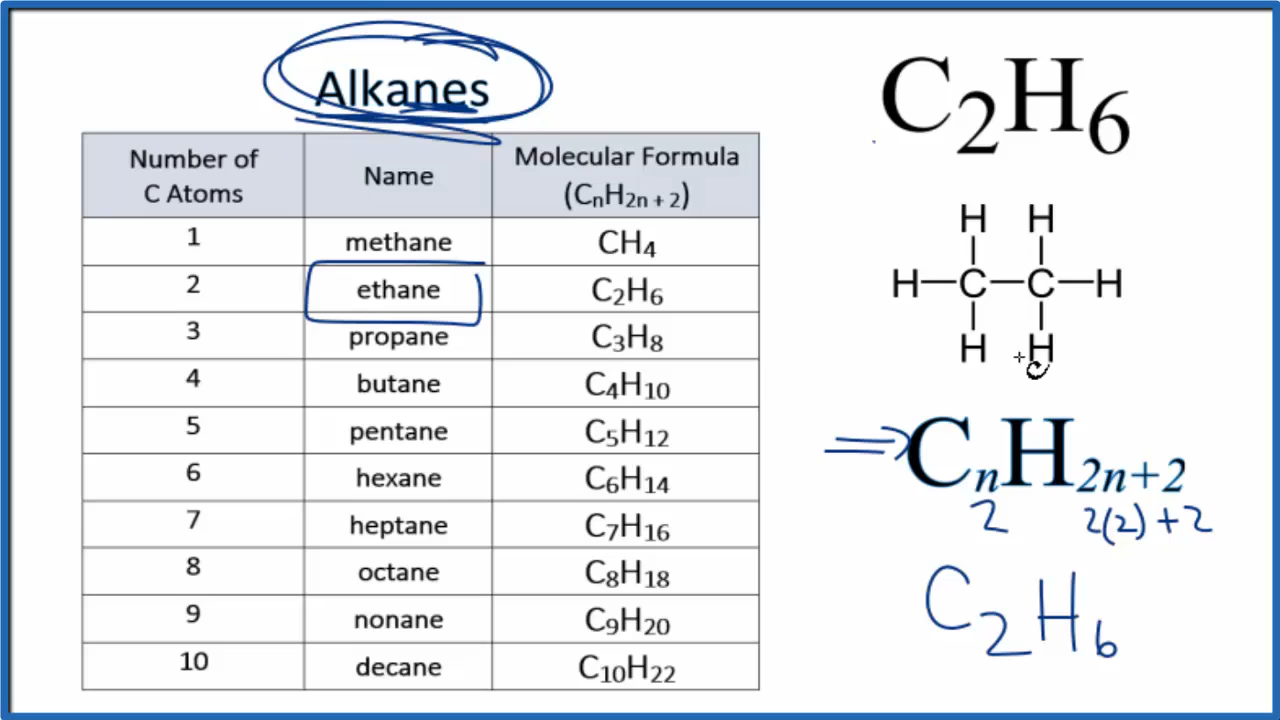 Alkanes
Number of C Atoms Name Molecular Formula (CₙH₂ₙ₊₂)
1 methane CH₄
2 ethane C₂H₆
3 propane C₃H₈
4 butane C₄H₁₀
5 pentane C₅H₁₂
6 hexane C₆H₁₄
7 heptane C₇H₁₆
8 octane C₈H₁₈
9 nonane C₉H₂₀
10 decane C₁₀H₂₂
C₂H₆
H H
H—C—C—H
H H
⇒ CₙH₂ₙ₊₂
2 2(2)+2
C₂H₆